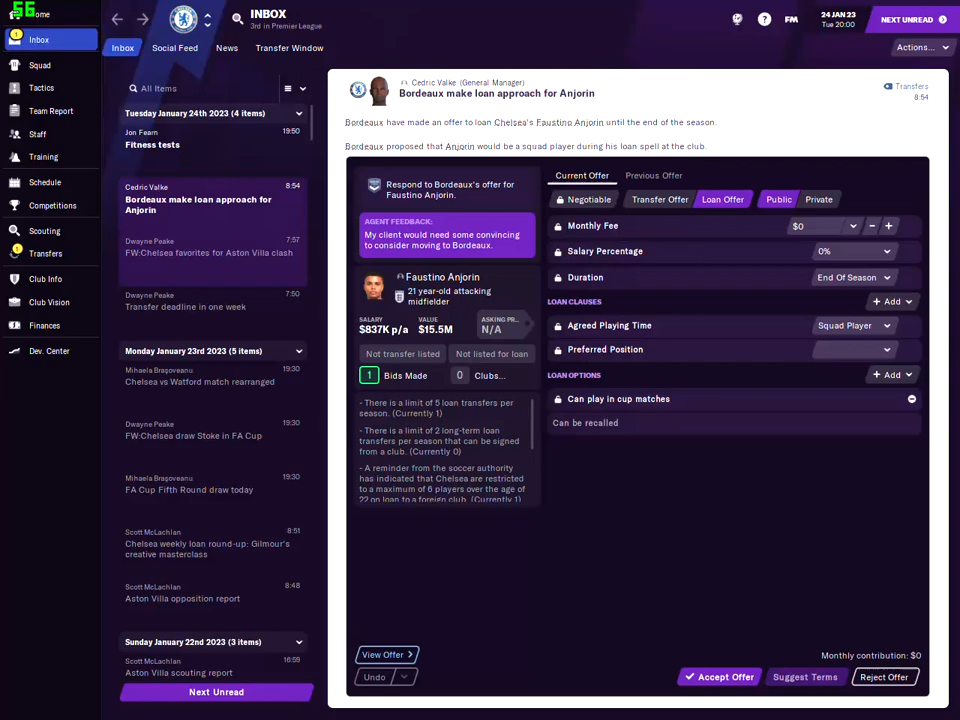 56
ome
INBOX
3rd in Premier League
24 JAN 23
Tue 20:00
NEXT UNREAD
FM
Inbox
Social Feed
News
Transfer Window
Actions...
1
Inbox
Squad
Tactics
Team Report
Staff
Training
Schedule
Competitions
Scouting
1
Transfers
Club Info
Club Vision
Finances
Dev. Center
All Items
Tuesday January 24th 2023 (4 items)
Jon Fearn
19:50
Fitness tests
Cedric Valke
8:54
Bordeaux make loan approach for
Anjorin
Dwayne Peake
7:57
FW:Chelsea favorites for Aston Villa clash
Dwayne Peake
7:50
Transfer deadline in one week
Monday January 23rd 2023 (5 items)
Mihaela Brașoveanu
19:30
Chelsea vs Watford match rearranged
Dwayne Peake
19:30
FW:Chelsea draw Stoke in FA Cup
Mihaela Brașoveanu
19:30
FA Cup Fifth Round draw today
Scott McLachlan
8:51
Chelsea weekly loan round-up: Gilmour's
creative masterclass
Scott McLachlan
8:48
Aston Villa opposition report
Sunday January 22nd 2023 (3 items)
Scott McLachlan
16:59
Aston Villa scouting report
Next Unread
Cedric Valke (General Manager)
Bordeaux make loan approach for Anjorin
Transfers
8:54
Bordeaux have made an offer to loan Chelsea's Faustino Anjorin until the end of the season.
Bordeaux proposed that Anjorin would be a squad player during his loan spell at the club.
Respond to Bordeaux's offer for
Faustino Anjorin.
AGENT FEEDBACK:
My client would need some convincing
to consider moving to Bordeaux.
Faustino Anjorin
21 year-old attacking
midfielder
SALARY
$837K p/a
VALUE
$15.5M
ASKING PR...
N/A
Not transfer listed
Not listed for loan
1
Bids Made
0
Clubs...
- There is a limit of 5 loan transfers per
season. (Currently 1)
- There is a limit of 2 long-term loan
transfers per season that can be signed
from a club. (Currently 0)
- A reminder from the soccer authority
has indicated that Chelsea are restricted
to a maximum of 6 players over the age of
22 on loan to a foreign club. (Currently 1)
View Offer
Undo
Current Offer
Previous Offer
Negotiable
Transfer Offer
Loan Offer
Public
Private
Monthly Fee
$0
Salary Percentage
0%
Duration
End Of Season
LOAN CLAUSES
+ Add
Agreed Playing Time
Squad Player
Preferred Position
LOAN OPTIONS
+ Add
Can play in cup matches
Can be recalled
Monthly contribution: $0
Accept Offer
Suggest Terms
Reject Offer